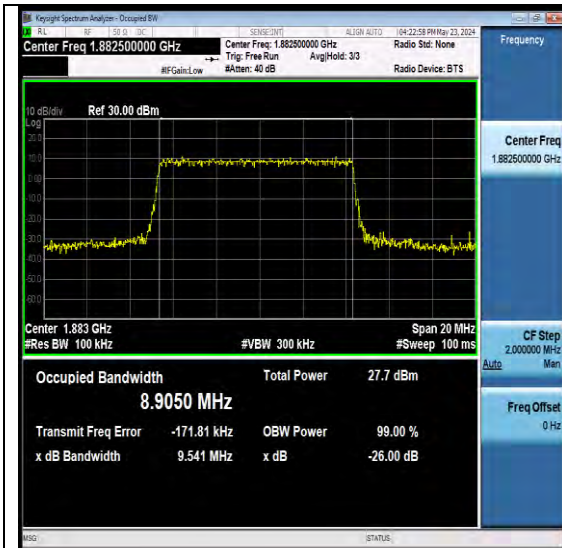 Keysight Spectrum Analyzer - Occupied BW
RL RF 50 Ω DC SENSE:INT ALIGN AUTO 04:22:58 PM May 23, 2024
Center Freq 1.882500000 GHz
Center Freq: 1.882500000 GHz
Radio Std: None
Trig: Free Run Avg|Hold: 3/3
#IFGain:Low
#Atten: 40 dB
Radio Device: BTS
10 dB/div Ref 30.00 dBm
Log
20.0
10.0
0.00
-10.0
-20.0
-30.0
-40.0
-50.0
-60.0
Center 1.883 GHz
Span 20 MHz
#Res BW 100 kHz
#VBW 300 kHz
#Sweep 100 ms
Occupied Bandwidth
Total Power 27.7 dBm
8.9050 MHz
Transmit Freq Error -171.81 kHz
OBW Power 99.00 %
x dB Bandwidth 9.541 MHz
x dB -26.00 dB
MSG
STATUS
Frequency
Center Freq
1.882500000 GHz
CF Step
2.000000 MHz
Auto Man
Freq Offset
0 Hz